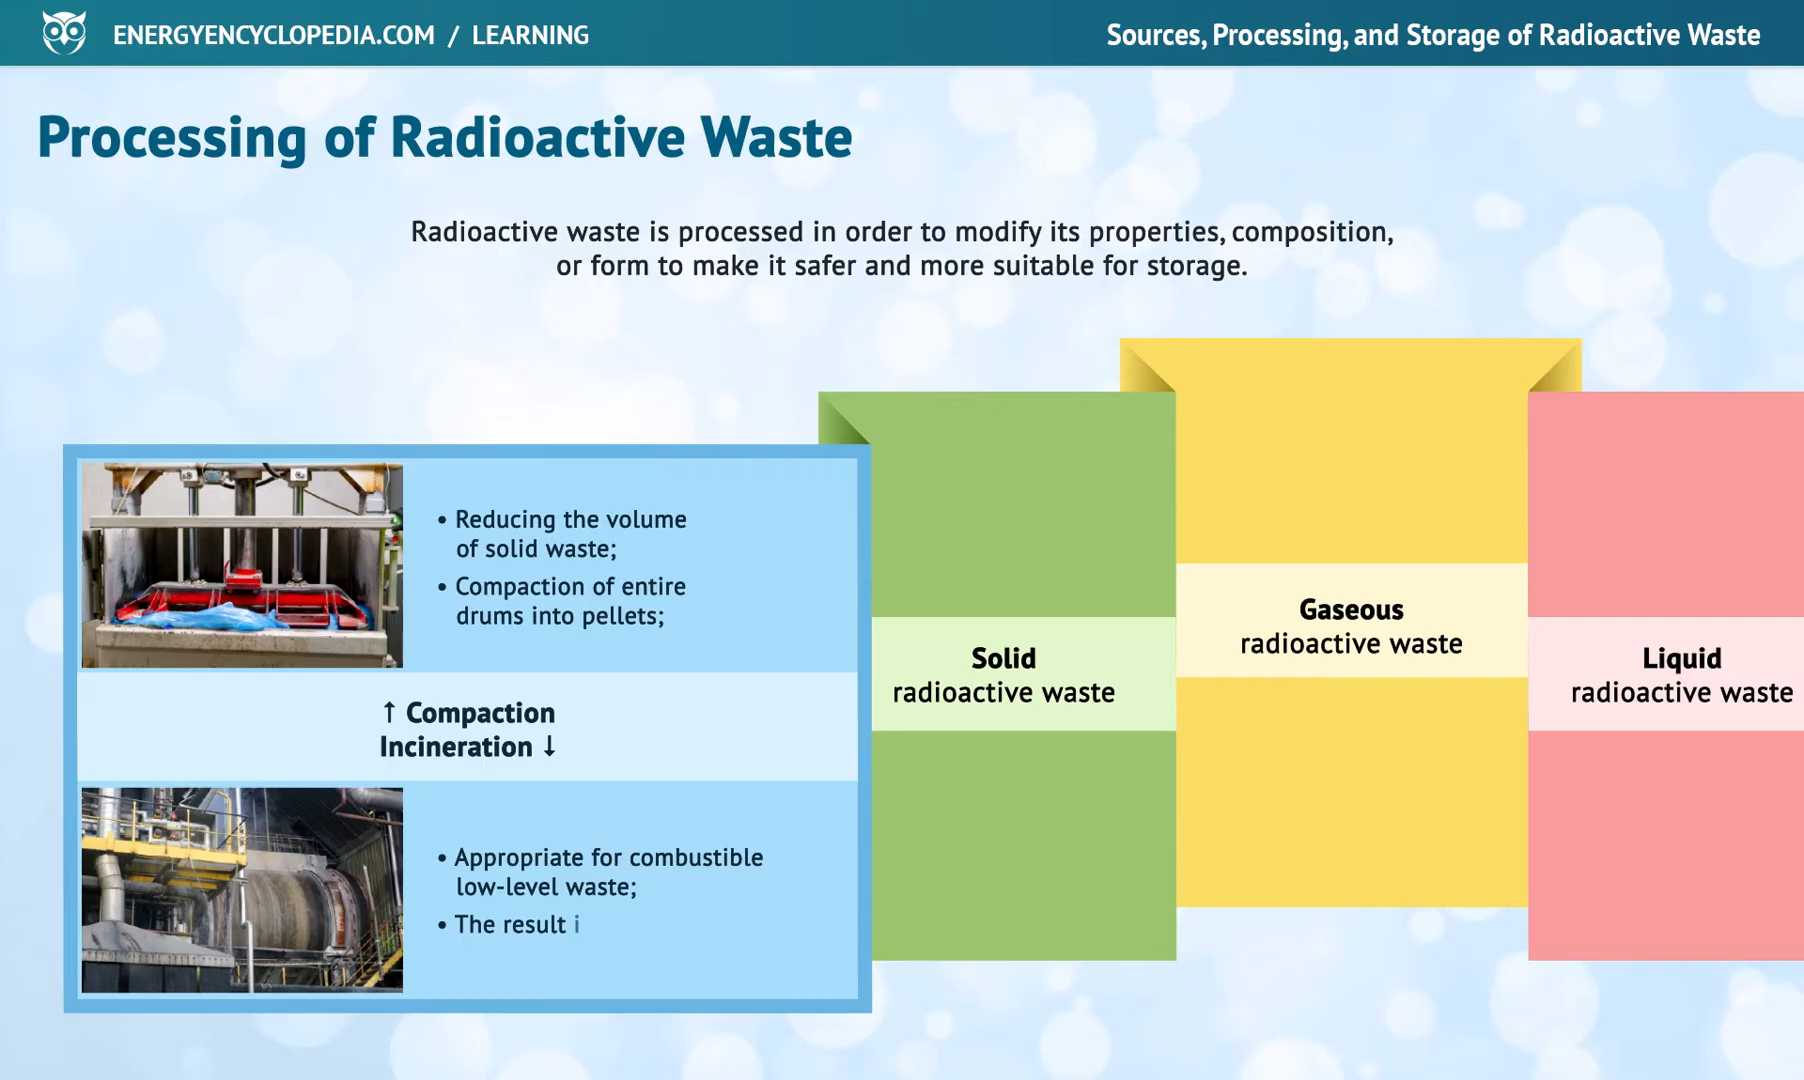 ENERGYENCYCLOPEDIA.COM / LEARNING
Sources, Processing, and Storage of Radioactive Waste
Processing of Radioactive Waste
Radioactive waste is processed in order to modify its properties, composition,
or form to make it safer and more suitable for storage.
• Reducing the volume
of solid waste;
• Compaction of entire
drums into pellets;
↑ Compaction
Incineration ↓
• Appropriate for combustible
low-level waste;
• The result i
Solid
radioactive waste
Gaseous
radioactive waste
Liquid
radioactive waste